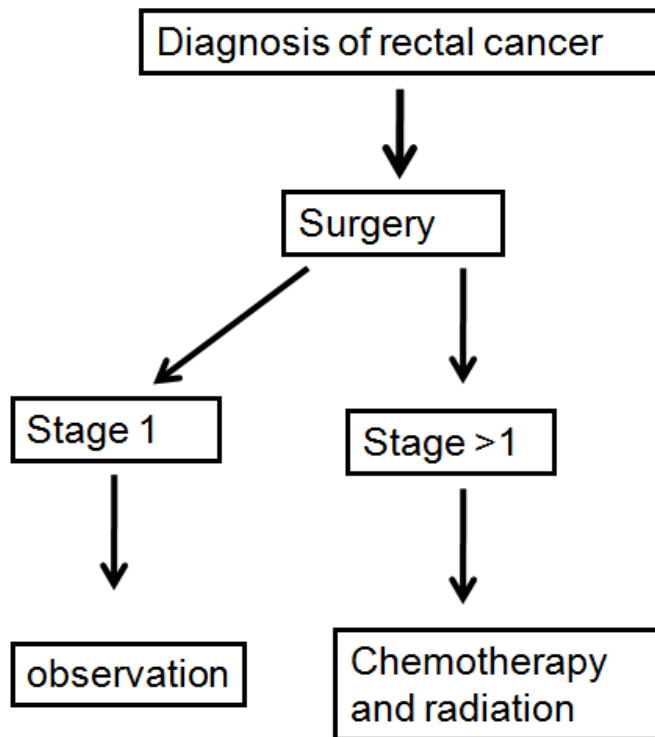 Diagnosis of rectal cancer
Surgery
Stage 1
Stage >1
observation
Chemotherapy
and radiation